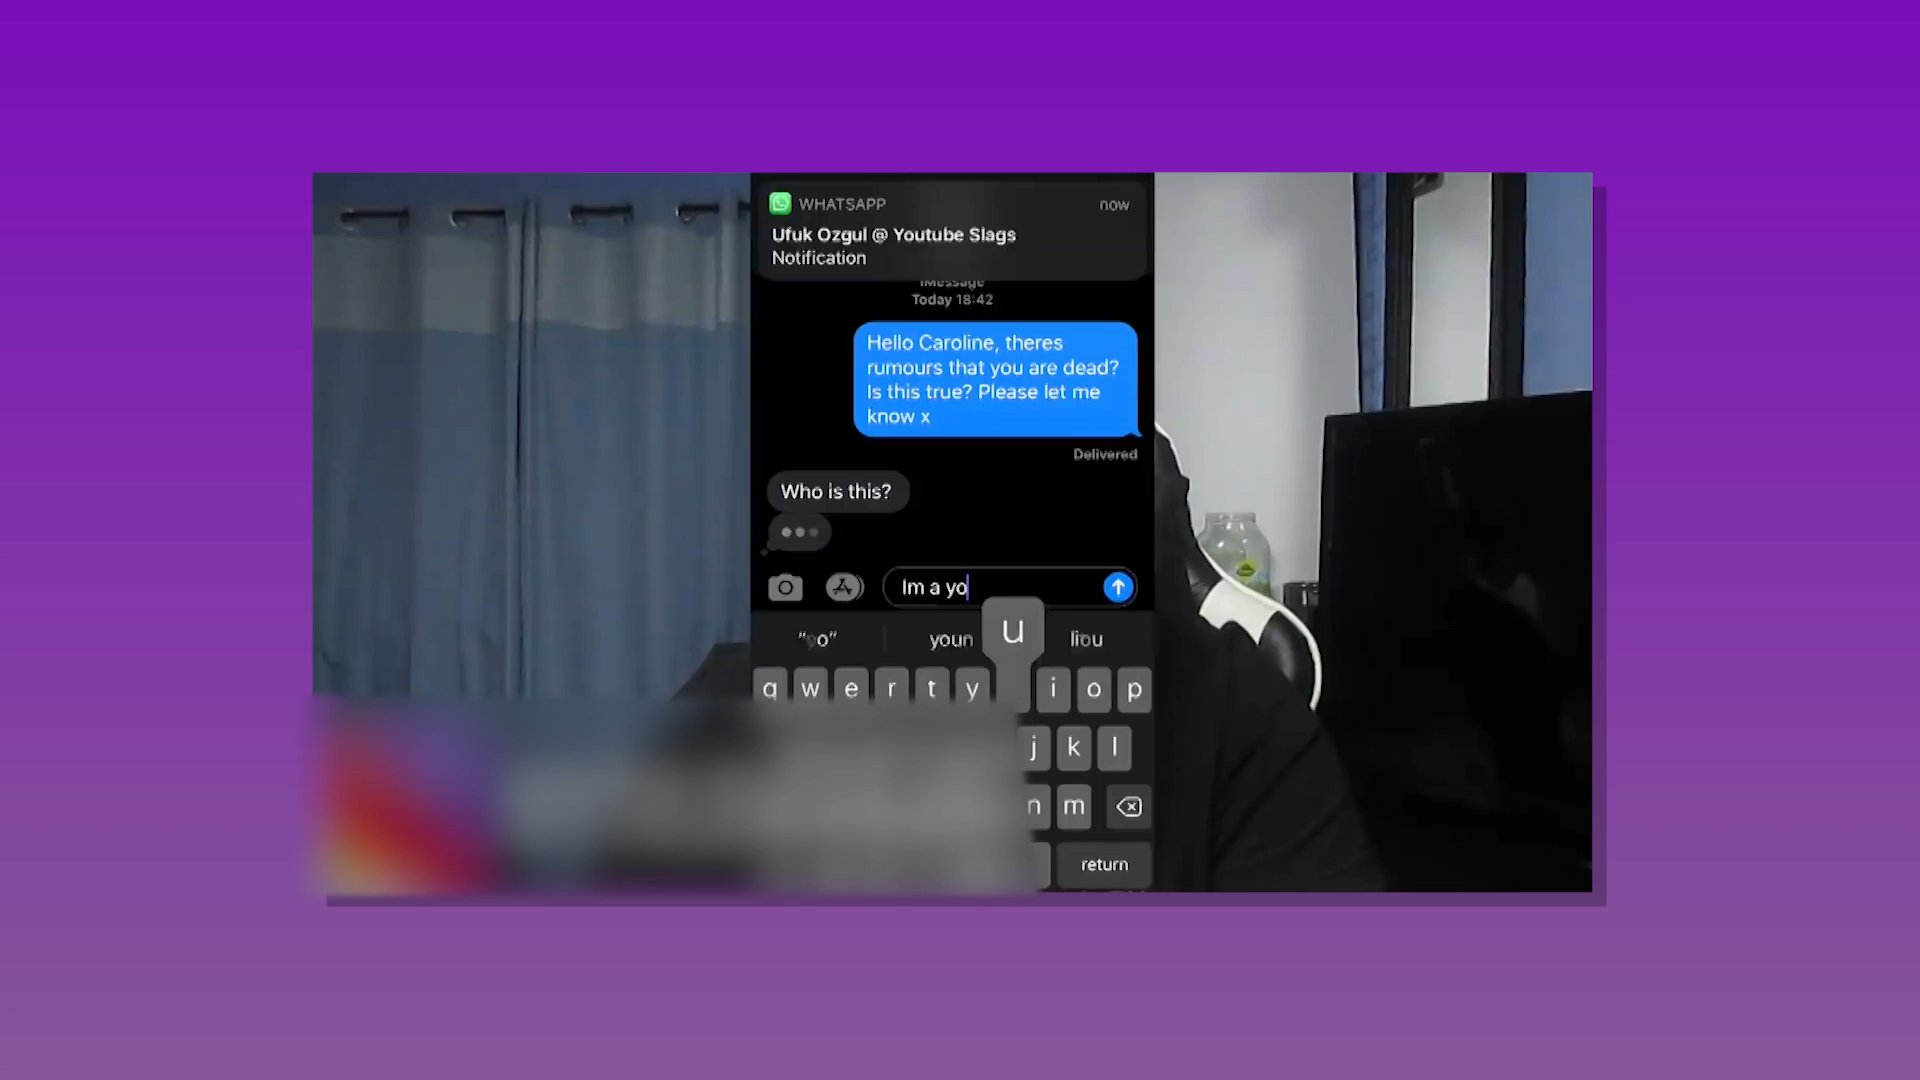 WHATSAPP
now
Ufuk Ozgul @ Youtube Slags
Notification
iMessage
Today 18:42
Hello Caroline, theres
rumours that you are dead?
Is this true? Please let me
know x
Delivered
Who is this?
Im a yo
youn
u
q w e r t y i o p
j k l
n m
return